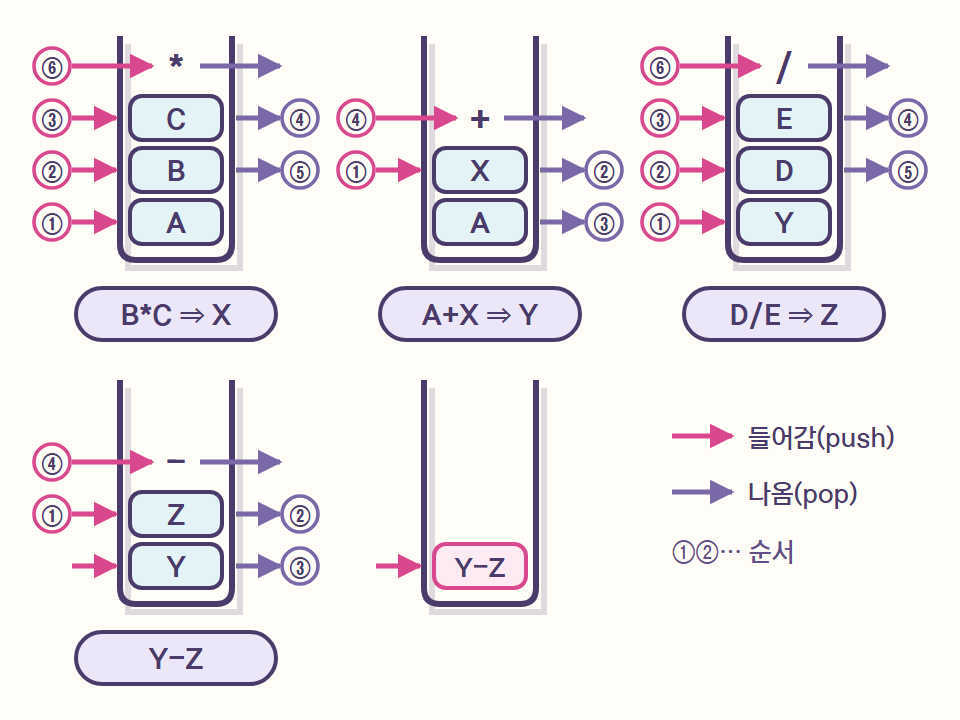 ⑥ *
③ C ④
② B ⑤
① A
B*C ⇒ X
④ +
① X ②
A ③
A+X ⇒ Y
⑥ /
③ E ④
② D ⑤
① Y
D/E ⇒ Z
④ -
① Z ②
Y ③
Y-Z
Y-Z
들어감(push)
나옴(pop)
①②… 순서